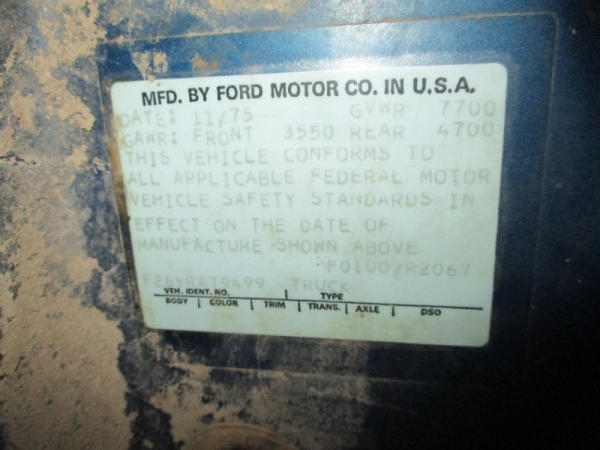 MFD. BY FORD MOTOR CO. IN U.S.A.
DATE: 11/75 GVWR 7700
GAWR: FRONT 3550 REAR 4700
THIS VEHICLE CONFORMS TO
ALL APPLICABLE FEDERAL MOTOR
VEHICLE SAFETY STANDARDS IN
EFFECT ON THE DATE OF
MANUFACTURE SHOWN ABOVE
F0100/R2067
TRUCK
VEH. IDENT. NO. TYPE
BODY COLOR TRIM TRANS. AXLE DSO